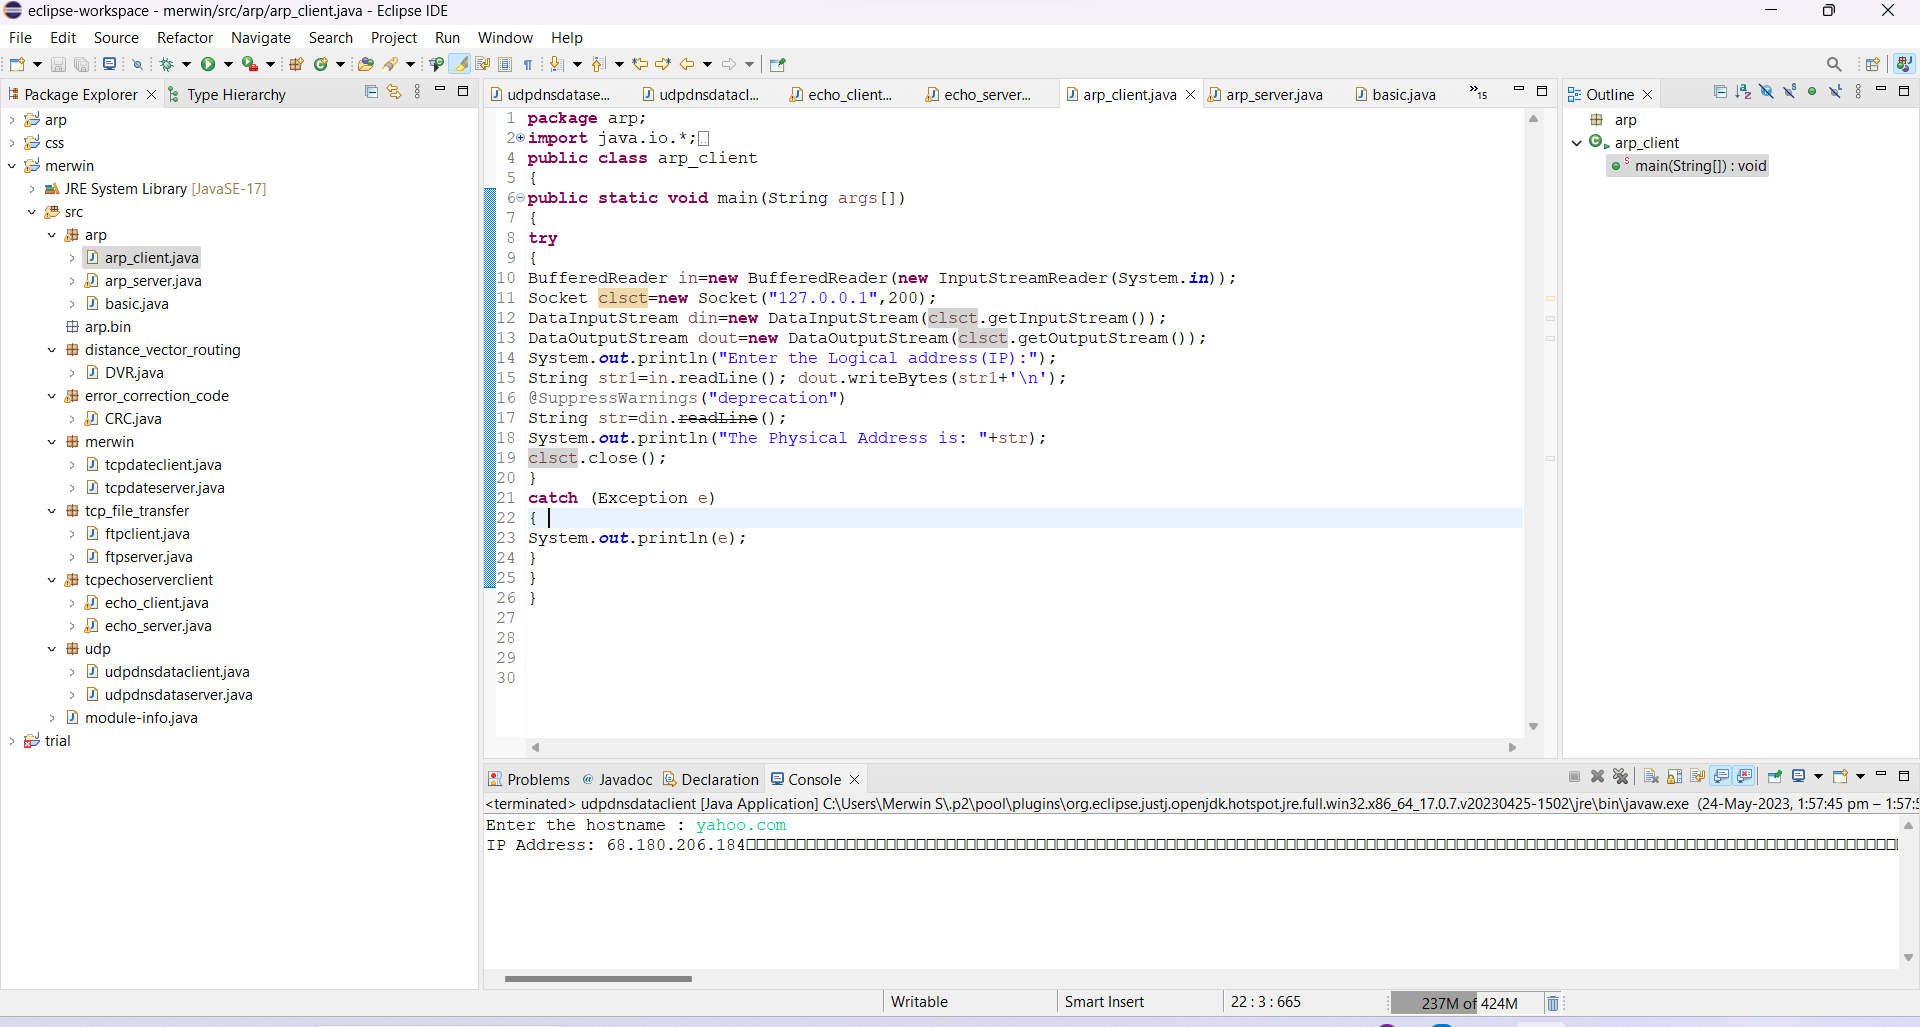 eclipse-workspace - merwin/src/arp/arp_client.java - Eclipse IDE
File Edit Source Refactor Navigate Search Project Run Window Help
Package Explorer Type Hierarchy
arp
css
merwin
JRE System Library [JavaSE-17]
src
arp
arp_client.java
arp_server.java
basic.java
arp.bin
distance_vector_routing
DVR.java
error_correction_code
CRC.java
merwin
tcpdateclient.java
tcpdateserver.java
tcp_file_transfer
ftpclient.java
ftpserver.java
tcpechoserverclient
echo_client.java
echo_server.java
udp
udpdnsdataclient.java
udpdnsdataserver.java
module-info.java
trial
udpdnsdatase... udpdnsdatacl... echo_client... echo_server... arp_client.java arp_server.java basic.java »15
1 package arp;
2 import java.io.*;
4 public class arp_client
5 {
6 public static void main(String args[])
7 {
8 try
9 {
10 BufferedReader in=new BufferedReader(new InputStreamReader(System.in));
11 Socket clsct=new Socket("127.0.0.1",200);
12 DataInputStream din=new DataInputStream(clsct.getInputStream());
13 DataOutputStream dout=new DataOutputStream(clsct.getOutputStream());
14 System.out.println("Enter the Logical address(IP):");
15 String str1=in.readLine(); dout.writeBytes(str1+'\n');
16 @SuppressWarnings("deprecation")
17 String str=din.readLine();
18 System.out.println("The Physical Address is: "+str);
19 clsct.close();
20 }
21 catch (Exception e)
22 {
23 System.out.println(e);
24 }
25 }
26 }
27
28
29
30
Outline
arp
arp_client
main(String[]) : void
Problems Javadoc Declaration Console
<terminated> udpdnsdataclient [Java Application] C:\Users\Merwin S\.p2\pool\plugins\org.eclipse.justj.openjdk.hotspot.jre.full.win32.x86_64_17.0.7.v20230425-1502\jre\bin\javaw.exe (24-May-2023, 1:57:45 pm – 1:57:5
Enter the hostname : yahoo.com
IP Address: 68.180.206.184
Writable Smart Insert 22 : 3 : 665 237M of 424M